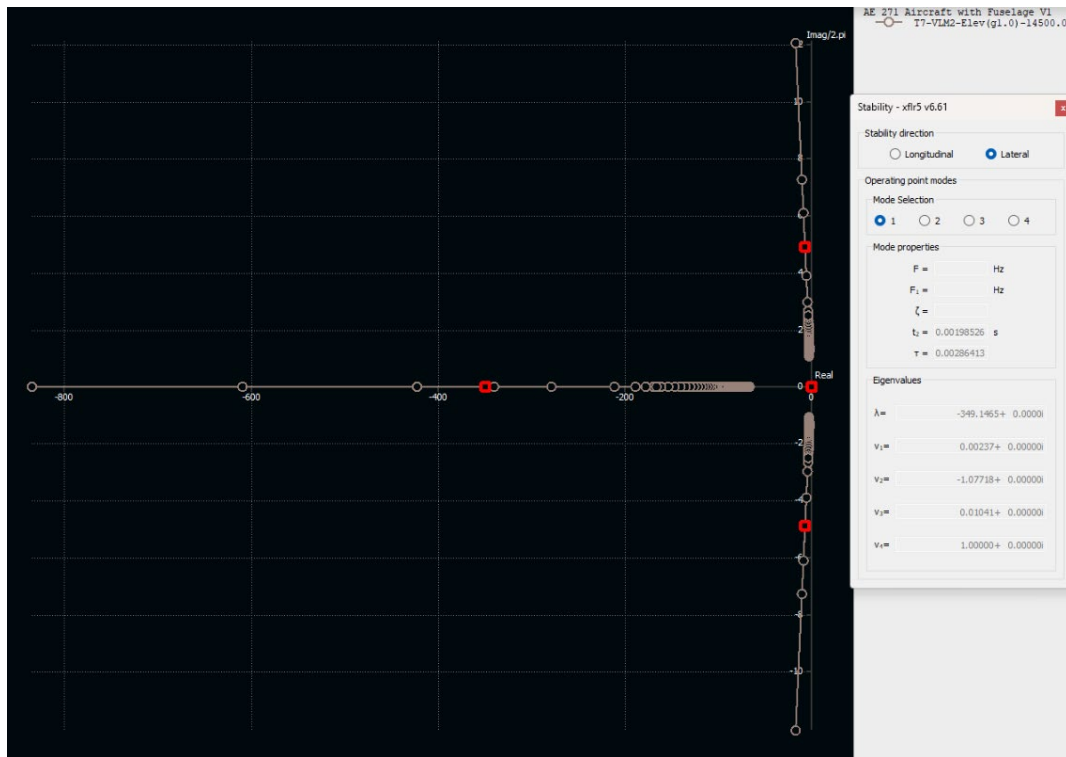 AE 271 Aircraft with Fuselage V1
T7-VLM2-Elev(g1.0)-14500.0
Imag/2.pi
12
10
8
6
4
2
0
-2
-4
-6
-8
-10
Real
-800
-600
-400
-200
0
Stability - xflr5 v6.61
x
Stability direction
Longitudinal
Lateral
Operating point modes
Mode Selection
1 2 3 4
Mode properties
F = Hz
F₁ = Hz
ζ =
t₂ = 0.00198526 s
τ = 0.00286413
Eigenvalues
λ= -349.1465+ 0.0000i
v₁= 0.00237+ 0.00000i
v₂= -1.07718+ 0.00000i
v₃= 0.01041+ 0.00000i
v₄= 1.00000+ 0.00000i